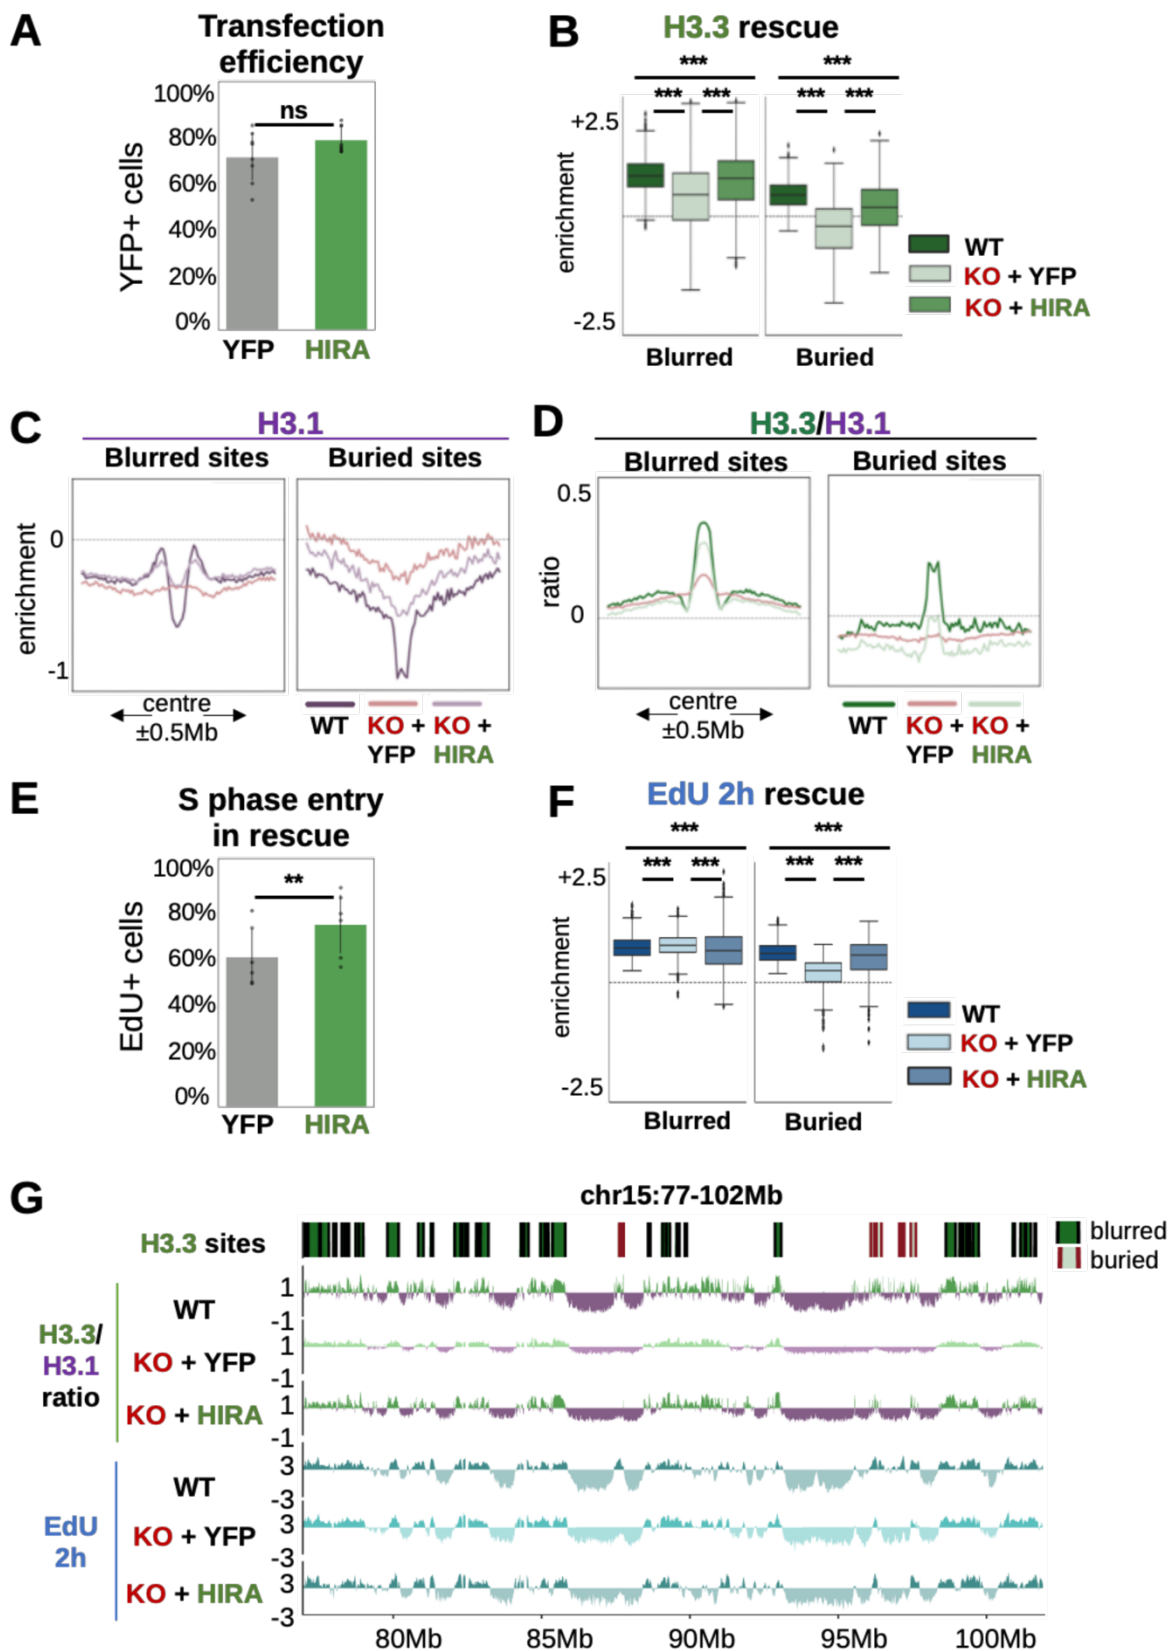 A
Transfection
efficiency
100%
80%
60%
40%
20%
0%
YFP+ cells
ns
YFP
HIRA
B
H3.3 rescue
***
***
***
***
***
***
+2.5
-2.5
enrichment
Blurred
Buried
WT
KO + YFP
KO + HIRA
C
H3.1
Blurred sites
Buried sites
enrichment
0
-1
centre
±0.5Mb
WT
KO +
YFP
KO +
HIRA
D
H3.3/H3.1
Blurred sites
Buried sites
0.5
ratio
0
centre
±0.5Mb
WT
KO +
YFP
KO +
HIRA
E
S phase entry
in rescue
100%
80%
60%
40%
20%
0%
EdU+ cells
**
YFP
HIRA
F
EdU 2h rescue
***
***
***
***
***
***
+2.5
-2.5
enrichment
Blurred
Buried
WT
KO + YFP
KO + HIRA
G
chr15:77-102Mb
H3.3 sites
blurred
buried
H3.3/
H3.1
ratio
WT
1
-1
KO + YFP
1
-1
KO + HIRA
1
-1
EdU
2h
WT
3
-3
KO + YFP
3
-3
KO + HIRA
3
-3
80Mb
85Mb
90Mb
95Mb
100Mb